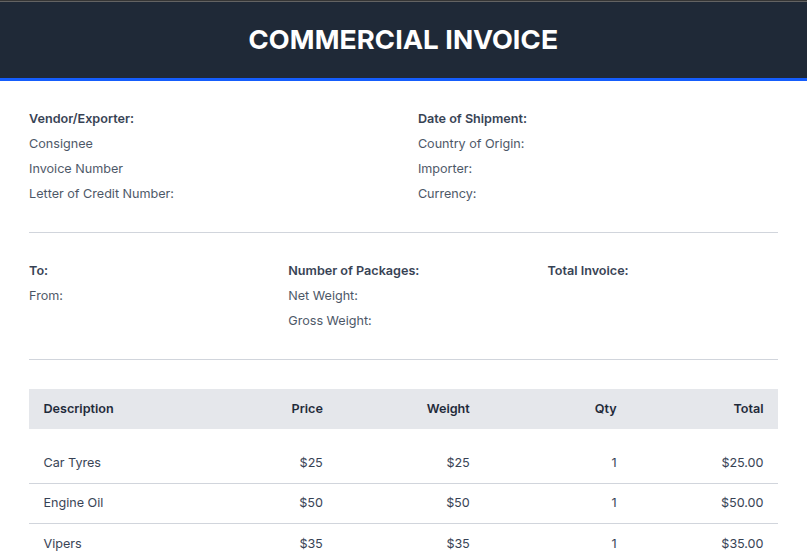 COMMERCIAL INVOICE
Vendor/Exporter:
Consignee
Invoice Number
Letter of Credit Number:
Date of Shipment:
Country of Origin:
Importer:
Currency:
To:
From:
Number of Packages:
Net Weight:
Gross Weight:
Total Invoice:
Description Price Weight Qty Total
Car Tyres $25 $25 1 $25.00
Engine Oil $50 $50 1 $50.00
Vipers $35 $35 1 $35.00